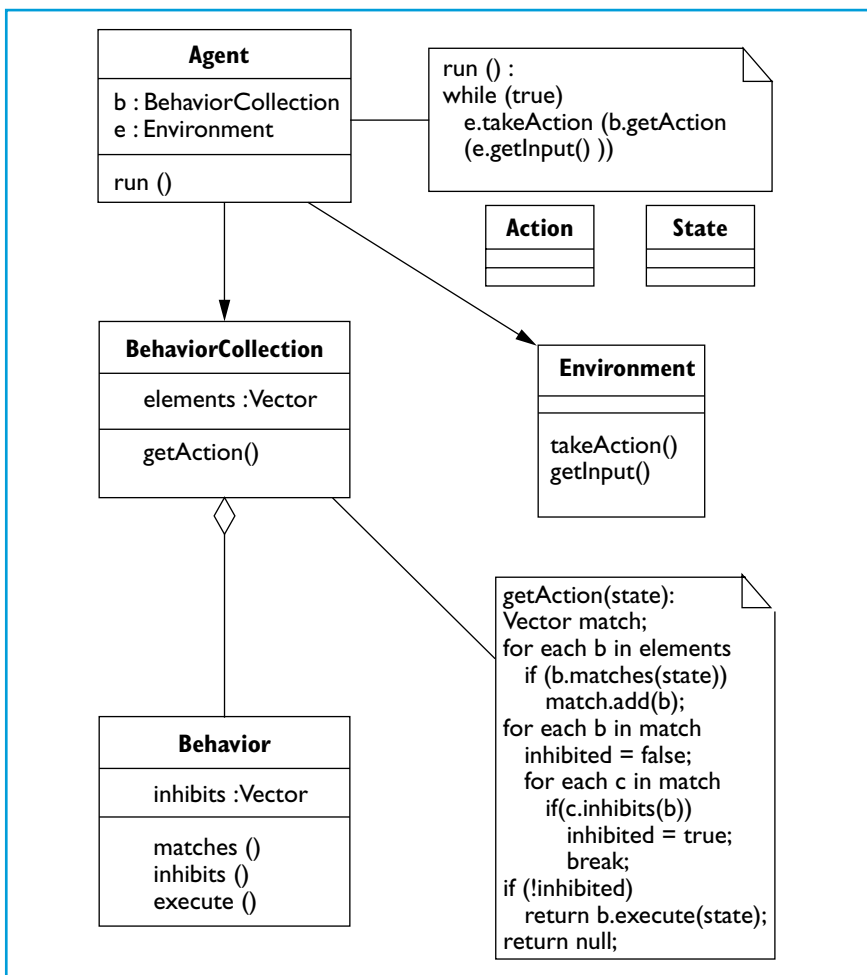 Agent
b : BehaviorCollection
e : Environment
run ()
run () :
while (true)
e.takeAction (b.getAction
(e.getInput() ))
Action
State
BehaviorCollection
elements :Vector
getAction()
Environment
takeAction()
getInput()
Behavior
inhibits :Vector
matches ()
inhibits ()
execute ()
getAction(state):
Vector match;
for each b in elements
if (b.matches(state))
match.add(b);
for each b in match
inhibited = false;
for each c in match
if(c.inhibits(b))
inhibited = true;
break;
if (!inhibited)
return b.execute(state);
return null;